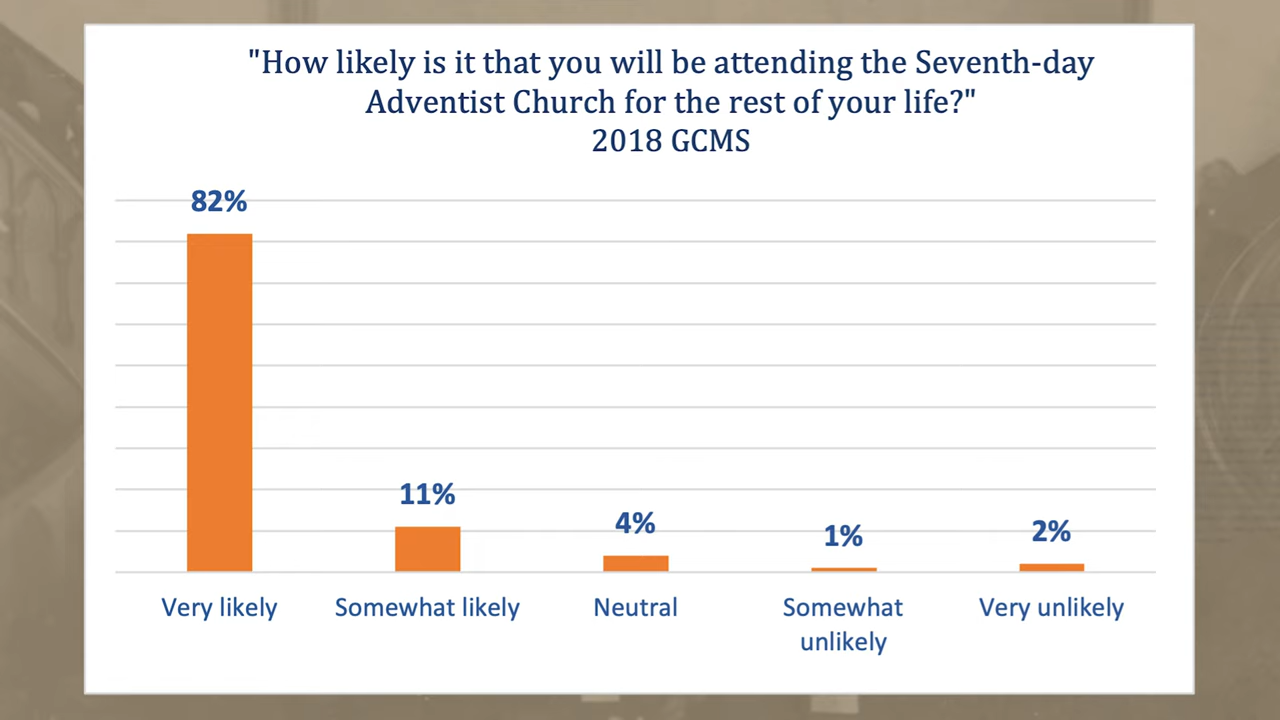 "How likely is it that you will be attending the Seventh-day
Adventist Church for the rest of your life?"
2018 GCMS
82%
11%
4%
1%
2%
Very likely
Somewhat likely
Neutral
Somewhat
unlikely
Very unlikely